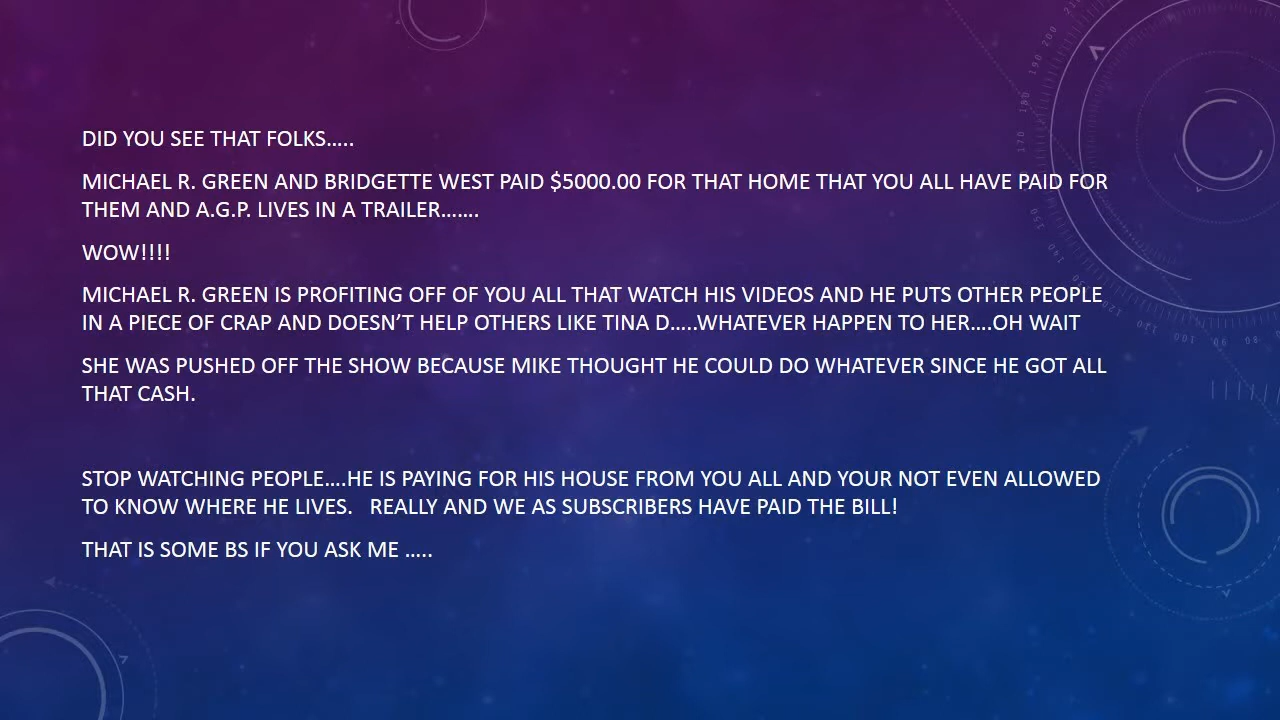 DID YOU SEE THAT FOLKS.....
MICHAEL R. GREEN AND BRIDGETTE WEST PAID $5000.00 FOR THAT HOME THAT YOU ALL HAVE PAID FOR
THEM AND A.G.P. LIVES IN A TRAILER.......
WOW!!!!
MICHAEL R. GREEN IS PROFITING OFF OF YOU ALL THAT WATCH HIS VIDEOS AND HE PUTS OTHER PEOPLE
IN A PIECE OF CRAP AND DOESN’T HELP OTHERS LIKE TINA D.....WHATEVER HAPPEN TO HER....OH WAIT
SHE WAS PUSHED OFF THE SHOW BECAUSE MIKE THOUGHT HE COULD DO WHATEVER SINCE HE GOT ALL
THAT CASH.
STOP WATCHING PEOPLE....HE IS PAYING FOR HIS HOUSE FROM YOU ALL AND YOUR NOT EVEN ALLOWED
TO KNOW WHERE HE LIVES.   REALLY AND WE AS SUBSCRIBERS HAVE PAID THE BILL!
THAT IS SOME BS IF YOU ASK ME .....